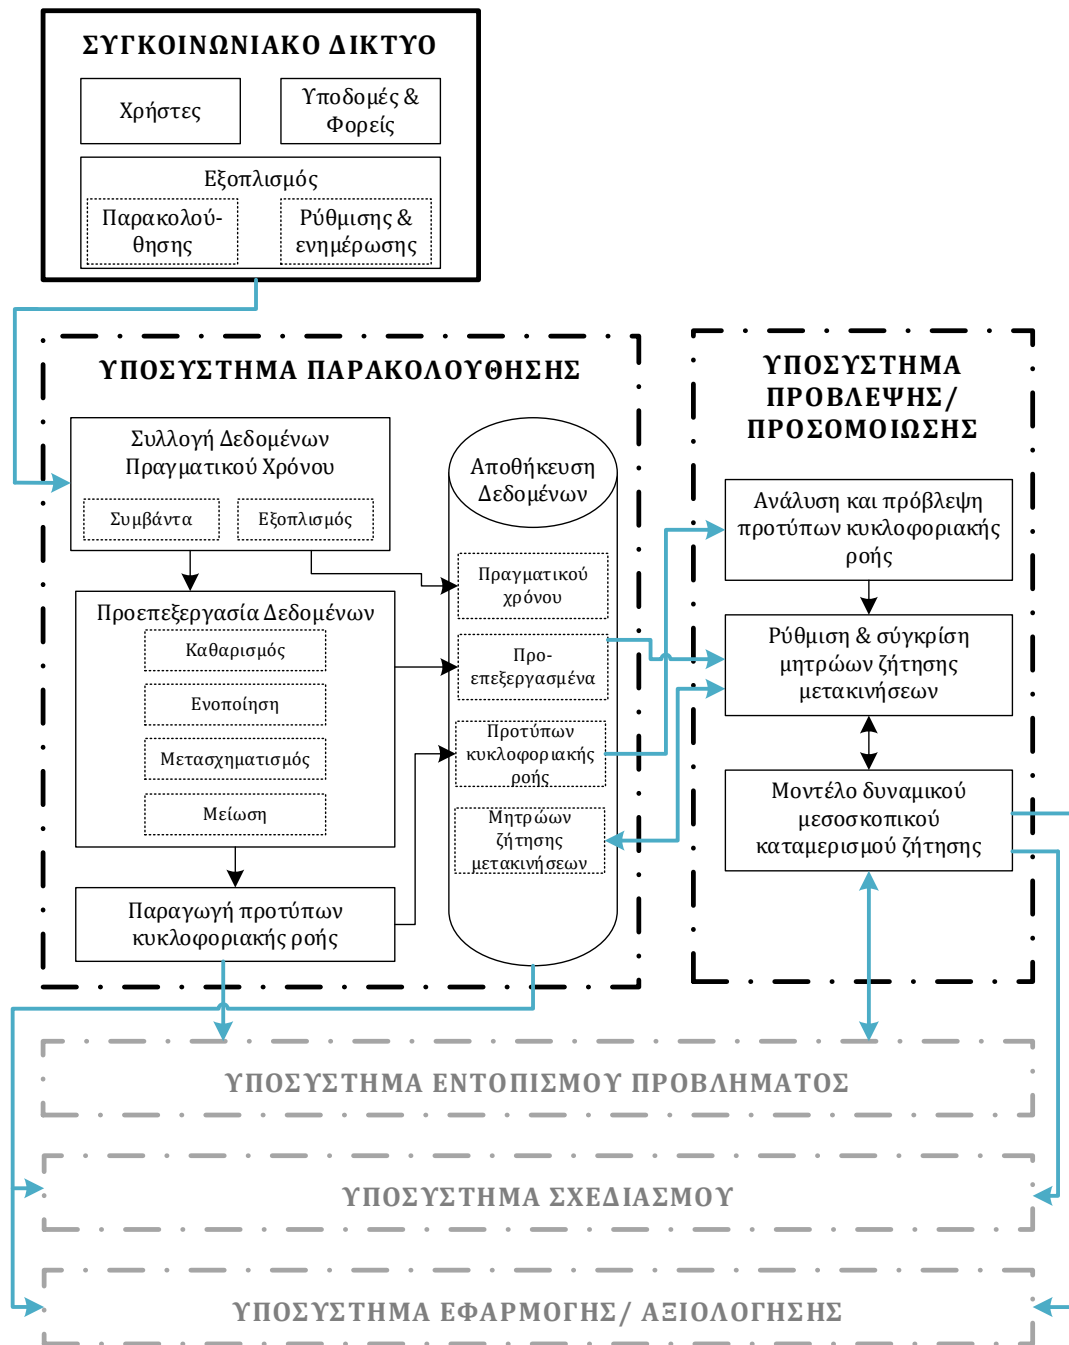 ΣΥΓΚΟΙΝΩΝΙΑΚΟ ΔΙΚΤΥΟ
Χρήστες
Υποδομές &
Φορείς
Εξοπλισμός
Παρακολού-
θησης
Ρύθμισης &
ενημέρωσης
ΥΠΟΣΥΣΤΗΜΑ ΠΑΡΑΚΟΛΟΥΘΗΣΗΣ
Συλλογή Δεδομένων
Πραγματικού Χρόνου
Συμβάντα
Εξοπλισμός
Προεπεξεργασία Δεδομένων
Καθαρισμός
Ενοποίηση
Μετασχηματισμός
Μείωση
Παραγωγή προτύπων
κυκλοφοριακής ροής
Αποθήκευση
Δεδομένων
Πραγματικού
χρόνου
Προ-
επεξεργασμένα
Προτύπων
κυκλοφοριακής
ροής
Μητρώων
ζήτησης
μετακινήσεων
ΥΠΟΣΥΣΤΗΜΑ
ΠΡΟΒΛΕΨΗΣ/
ΠΡΟΣΟΜΟΙΩΣΗΣ
Ανάλυση και πρόβλεψη
προτύπων κυκλοφοριακής
ροής
Ρύθμιση & σύγκριση
μητρώων ζήτησης
μετακινήσεων
Μοντέλο δυναμικού
μεσοσκοπικού
καταμερισμού ζήτησης
ΥΠΟΣΥΣΤΗΜΑ ΕΝΤΟΠΙΣΜΟΥ ΠΡΟΒΛΗΜΑΤΟΣ
ΥΠΟΣΥΣΤΗΜΑ ΣΧΕΔΙΑΣΜΟΥ
ΥΠΟΣΥΣΤΗΜΑ ΕΦΑΡΜΟΓΗΣ/ ΑΞΙΟΛΟΓΗΣΗΣ